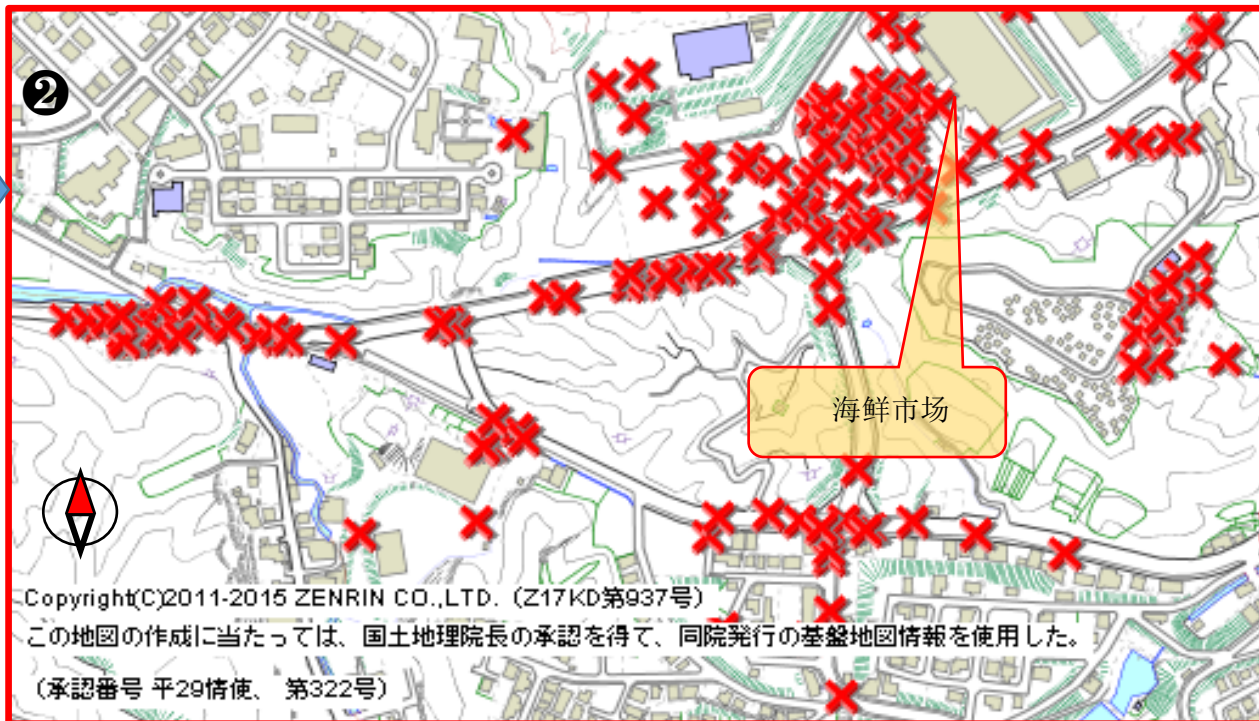 ❷
海鲜市场
Copyright(C)2011-2015 ZENRIN CO.,LTD. (Z17KD第937号)
この地図の作成に当たっては、国土地理院長の承認を得て、同院発行の基盤地図情報を使用した。
(承認番号 平29情使、 第322号)